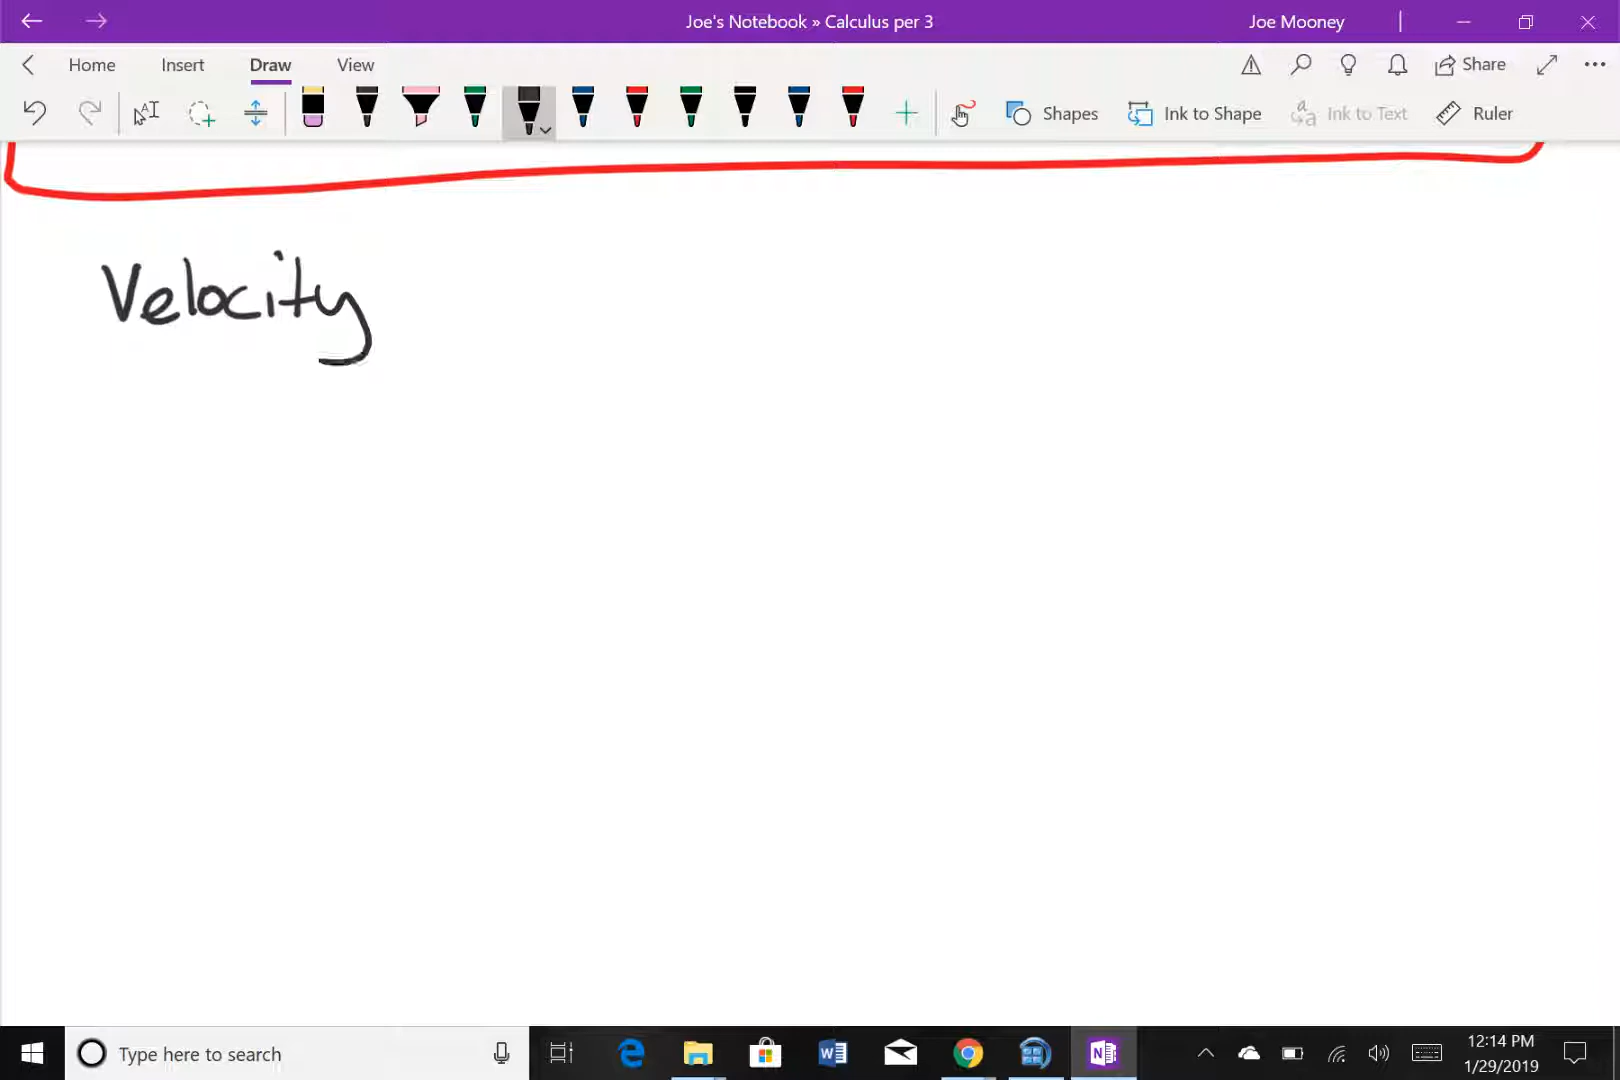 Joe's Notebook » Calculus per 3
Joe Mooney
Home Insert Draw View
Share
Shapes
Ink to Shape
Ink to Text
Ruler
Velocity
Type here to search
12:14 PM
1/29/2019